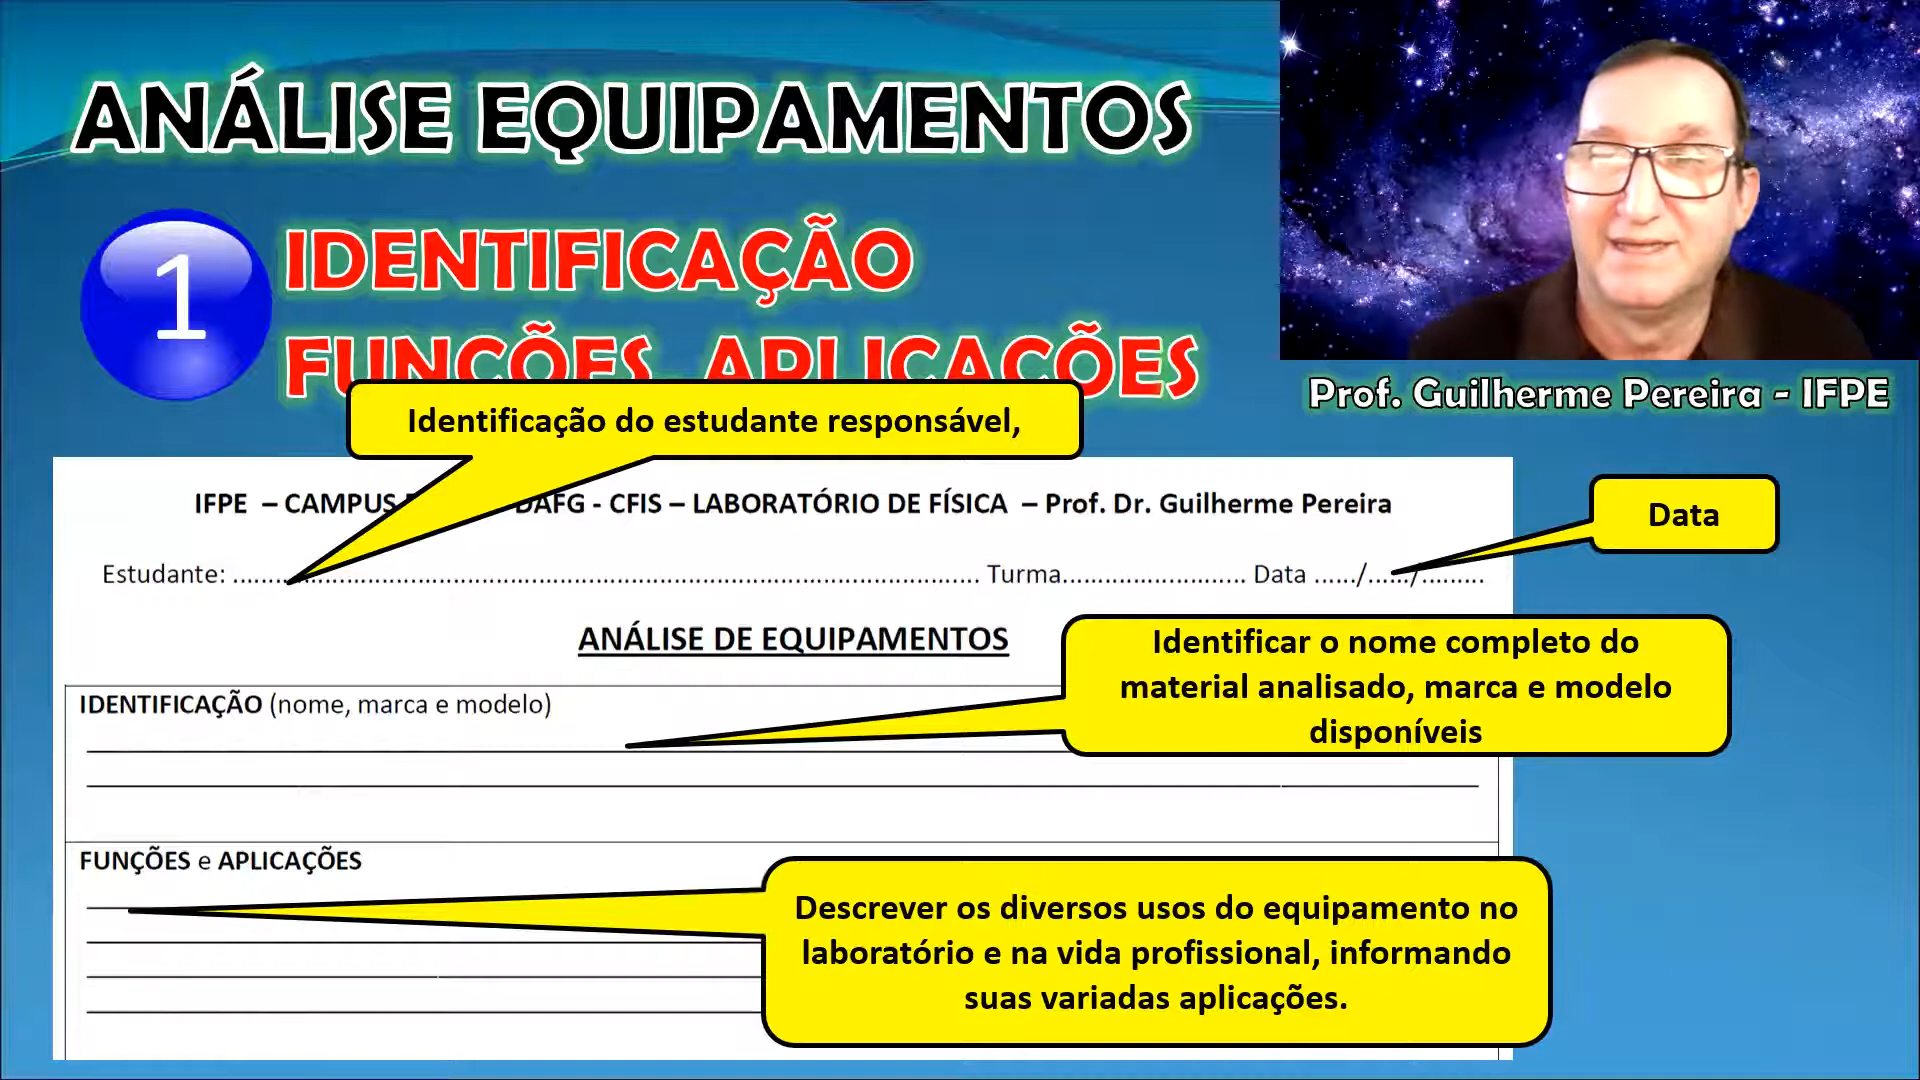 ANÁLISE EQUIPAMENTOS
1
IDENTIFICAÇÃO
FUNÇÕES APLICAÇÕES
Prof. Guilherme Pereira - IFPE
Identificação do estudante responsável,
IFPE – CAMPUS DAFG - CFIS – LABORATÓRIO DE FÍSICA – Prof. Dr. Guilherme Pereira
Data
Estudante: ........................................................................................................ Turma.......................... Data ....../....../.........
ANÁLISE DE EQUIPAMENTOS
Identificar o nome completo do
material analisado, marca e modelo
disponíveis
IDENTIFICAÇÃO (nome, marca e modelo)
FUNÇÕES e APLICAÇÕES
Descrever os diversos usos do equipamento no
laboratório e na vida profissional, informando
suas variadas aplicações.